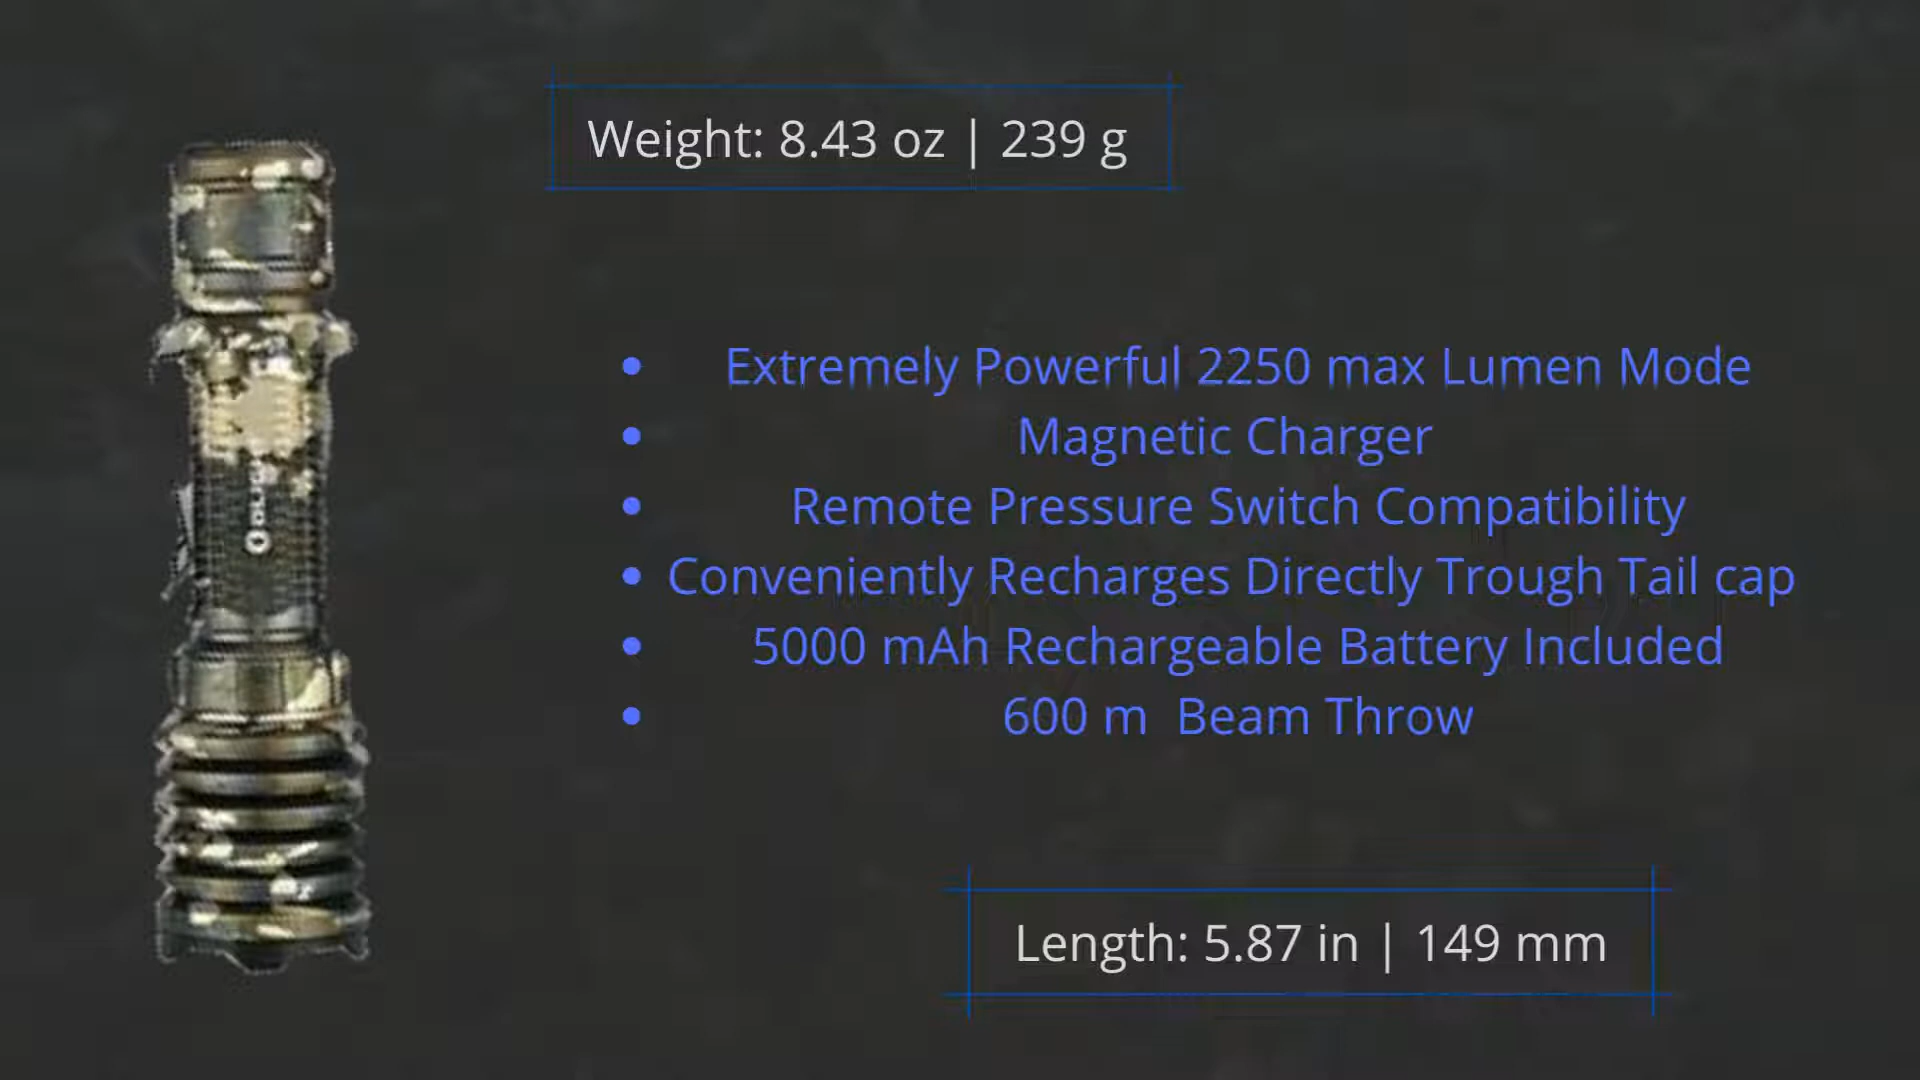 Weight: 8.43 oz | 239 g
Extremely Powerful 2250 max Lumen Mode
Magnetic Charger
Remote Pressure Switch Compatibility
Conveniently Recharges Directly Trough Tail cap
5000 mAh Rechargeable Battery Included
600 m Beam Throw
Length: 5.87 in | 149 mm